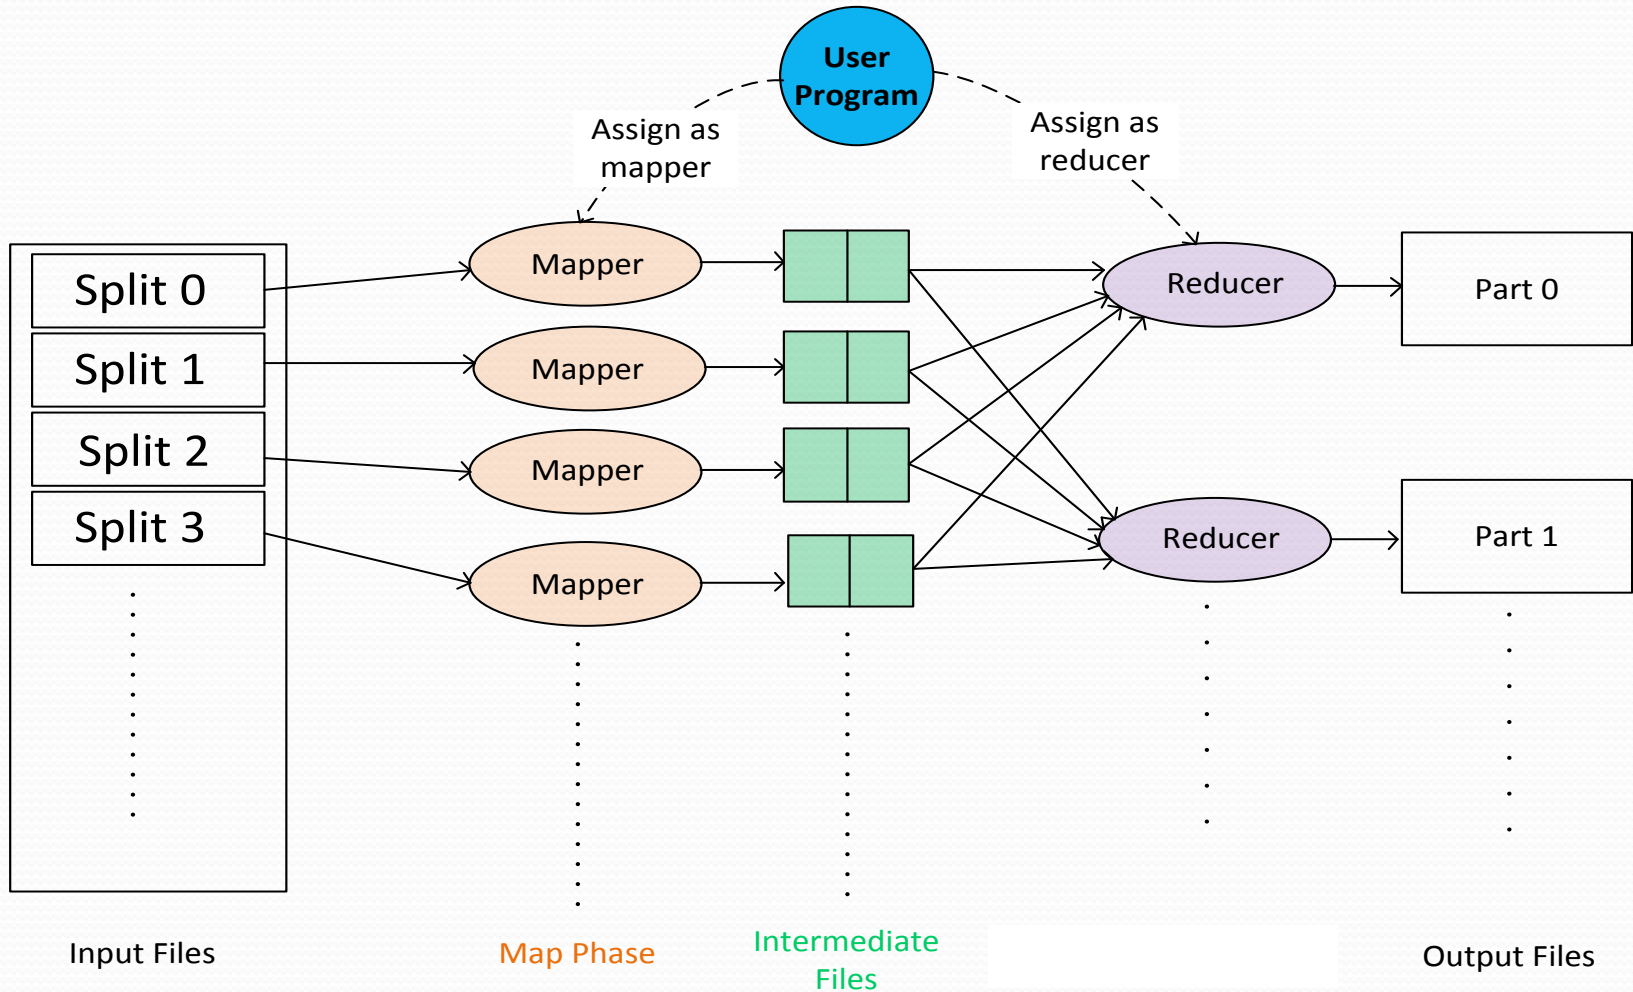 User
Program
Assign as
mapper
Assign as
reducer
Split 0
Split 1
Split 2
Split 3
Mapper
Mapper
Mapper
Mapper
Reducer
Reducer
Part 0
Part 1
Input Files
Map Phase
Intermediate
Files
Output Files